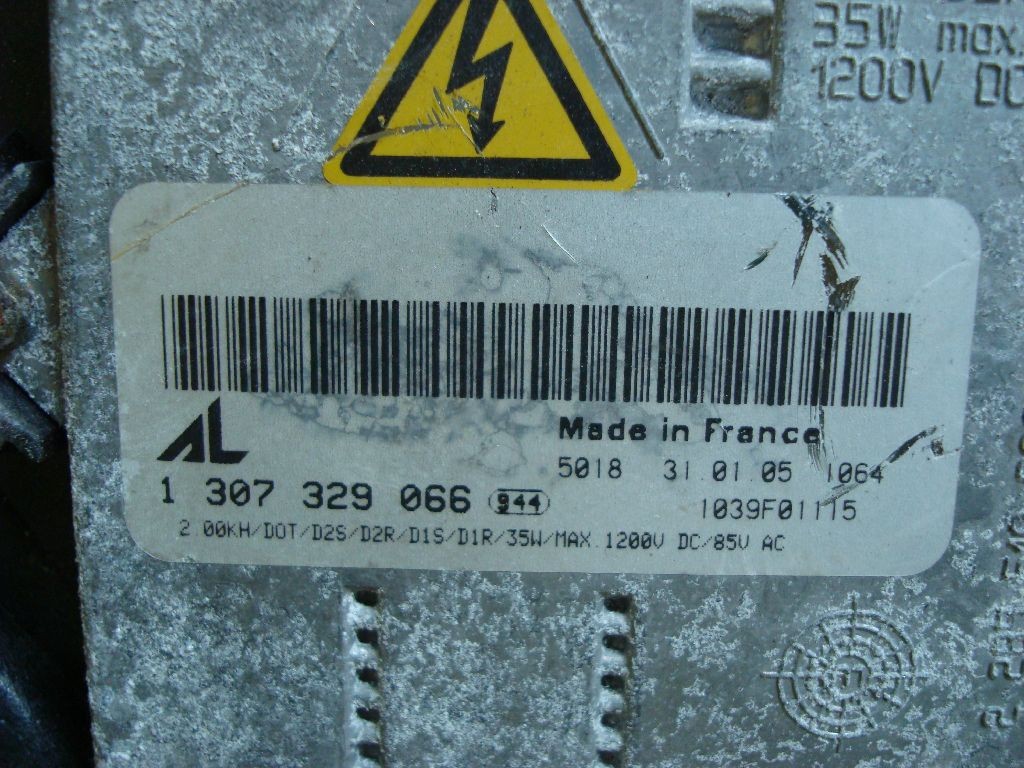 35W max.
1200V DC
AL
Made in France
5018 31.01.05 1064
1 307 329 066 944
1039F01115
2.00KH/DOT/D2S/D2R/D1S/D1R/35W/MAX.1200V DC/85V AC